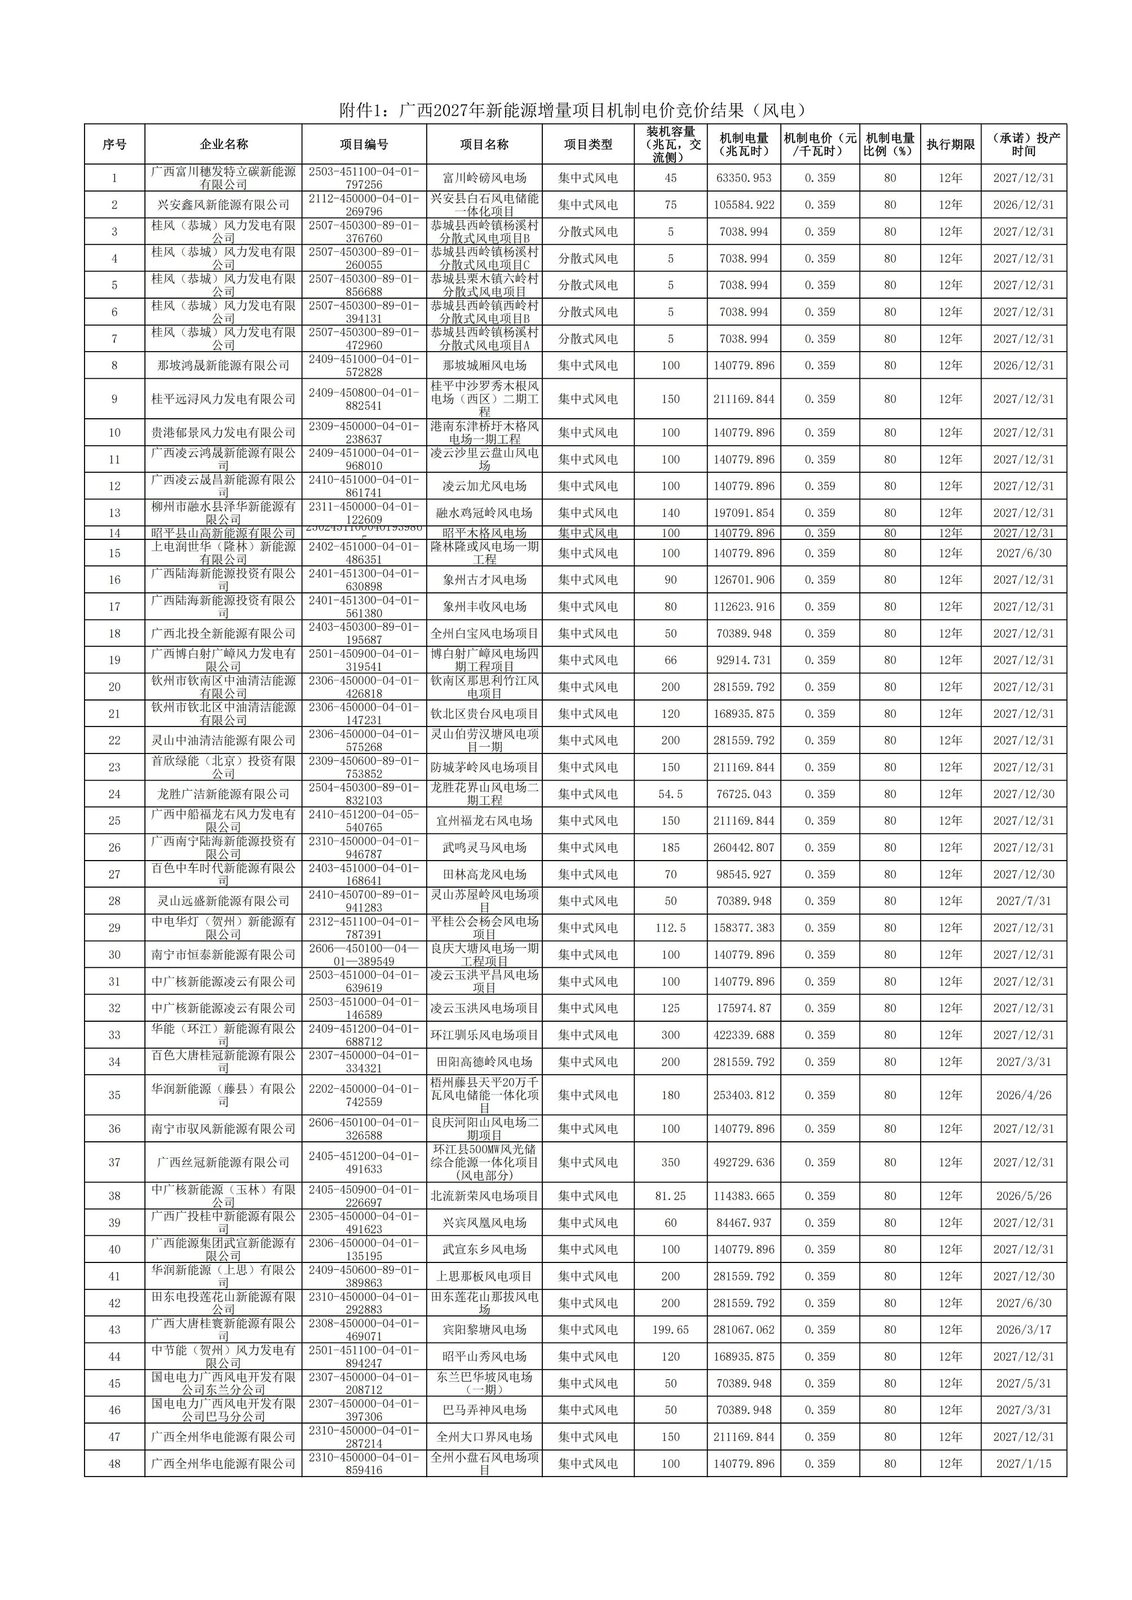 附件1：广西2027年新能源增量项目机制电价竞价结果（风电）
序号 企业名称 项目编号 项目名称 项目类型 装机容量（兆瓦，交流侧） 机制电量（兆瓦时） 机制电价（元/千瓦时） 机制电量比例（%） 执行期限 （承诺）投产时间
1 广西富川穗发特立碳新能源有限公司 2503-451100-04-01-797256 富川岭磅风电场 集中式风电 45 63350.953 0.359 80 12年 2027/12/31
2 兴安鑫风新能源有限公司 2112-450000-04-01-269796 兴安县白石风电储能一体化项目 集中式风电 75 105584.922 0.359 80 12年 2026/12/31
3 桂风（恭城）风力发电有限公司 2507-450300-89-01-376760 恭城县西岭镇杨溪村分散式风电项目B 分散式风电 5 7038.994 0.359 80 12年 2027/12/31
4 桂风（恭城）风力发电有限公司 2507-450300-89-01-260055 恭城县西岭镇杨溪村分散式风电项目C 分散式风电 5 7038.994 0.359 80 12年 2027/12/31
5 桂风（恭城）风力发电有限公司 2507-450300-89-01-856688 恭城县栗木镇六岭村分散式风电项目 分散式风电 5 7038.994 0.359 80 12年 2027/12/31
6 桂风（恭城）风力发电有限公司 2507-450300-89-01-394131 恭城县西岭镇西岭村分散式风电项目B 分散式风电 5 7038.994 0.359 80 12年 2027/12/31
7 桂风（恭城）风力发电有限公司 2507-450300-89-01-472960 恭城县西岭镇杨溪村分散式风电项目A 分散式风电 5 7038.994 0.359 80 12年 2027/12/31
8 那坡鸿晟新能源有限公司 2409-451000-04-01-572828 那坡城厢风电场 集中式风电 100 140779.896 0.359 80 12年 2026/12/31
9 桂平远浔风力发电有限公司 2409-450800-04-01-882541 桂平中沙罗秀木根风电场（西区）二期工程 集中式风电 150 211169.844 0.359 80 12年 2027/12/31
10 贵港郁景风力发电有限公司 2309-450000-04-01-238637 港南东津桥圩木格风电场一期工程 集中式风电 100 140779.896 0.359 80 12年 2027/12/31
11 广西凌云鸿晟新能源有限公司 2409-451000-04-01-968010 凌云沙里云盘山风电场 集中式风电 100 140779.896 0.359 80 12年 2027/12/31
12 广西凌云晟昌新能源有限公司 2410-451000-04-01-861741 凌云加尤风电场 集中式风电 100 140779.896 0.359 80 12年 2027/12/31
13 柳州市融水县泽华新能源有限公司 2311-450000-04-01-122609 融水鸡冠岭风电场 集中式风电 140 197091.854 0.359 80 12年 2027/12/31
14 昭平县山高新能源有限公司 昭平木格风电场 集中式风电 100 140779.896 0.359 80 12年 2027/12/31
15 上电润世华（隆林）新能源有限公司 2402-451000-04-01-486351 隆林隆或风电场一期工程 集中式风电 100 140779.896 0.359 80 12年 2027/6/30
16 广西陆海新能源投资有限公司 2401-451300-04-01-630898 象州古才风电场 集中式风电 90 126701.906 0.359 80 12年 2027/12/31
17 广西陆海新能源投资有限公司 2401-451300-04-01-561380 象州丰收风电场 集中式风电 80 112623.916 0.359 80 12年 2027/12/31
18 广西北投全新能源有限公司 2403-450300-89-01-195687 全州白宝风电场项目 集中式风电 50 70389.948 0.359 80 12年 2027/12/31
19 广西博白射广嶂风力发电有限公司 2501-450900-04-01-319541 博白射广嶂风电场四期工程项目 集中式风电 66 92914.731 0.359 80 12年 2027/12/31
20 钦州市钦南区中油清洁能源有限公司 2306-450000-04-01-426818 钦南区那思利竹江风电项目 集中式风电 200 281559.792 0.359 80 12年 2027/12/31
21 钦州市钦北区中油清洁能源有限公司 2306-450000-04-01-147231 钦北区贵台风电项目 集中式风电 120 168935.875 0.359 80 12年 2027/12/31
22 灵山中油清洁能源有限公司 2306-450000-04-01-575268 灵山伯劳汉塘风电项目一期 集中式风电 200 281559.792 0.359 80 12年 2027/12/31
23 首欣绿能（北京）投资有限公司 2309-450600-89-01-753852 防城茅岭风电场项目 集中式风电 150 211169.844 0.359 80 12年 2027/12/31
24 龙胜广洁新能源有限公司 2504-450300-89-01-832103 龙胜花界山风电场二期工程 集中式风电 54.5 76725.043 0.359 80 12年 2027/12/30
25 广西中船福龙右风力发电有限公司 2410-451200-04-05-540765 宜州福龙右风电场 集中式风电 150 211169.844 0.359 80 12年 2027/12/31
26 广西南宁陆海新能源投资有限公司 2310-450000-04-01-946787 武鸣灵马风电场 集中式风电 185 260442.807 0.359 80 12年 2027/12/31
27 百色中车时代新能源有限公司 2403-451000-04-01-168641 田林高龙风电场 集中式风电 70 98545.927 0.359 80 12年 2027/12/30
28 灵山远盛新能源有限公司 2410-450700-89-01-941283 灵山苏屋岭风电场项目 集中式风电 50 70389.948 0.359 80 12年 2027/7/31
29 中电华灯（贺州）新能源有限公司 2312-451100-04-01-787391 平桂公会杨会风电场项目 集中式风电 112.5 158377.383 0.359 80 12年 2027/12/31
30 南宁市恒泰新能源有限公司 2606—450100—04—01—389549 良庆大塘风电场一期工程项目 集中式风电 100 140779.896 0.359 80 12年 2027/12/31
31 中广核新能源凌云有限公司 2503-451000-04-01-639619 凌云玉洪平昌风电场项目 集中式风电 100 140779.896 0.359 80 12年 2027/12/31
32 中广核新能源凌云有限公司 2503-451000-04-01-146589 凌云玉洪风电场项目 集中式风电 125 175974.87 0.359 80 12年 2027/12/31
33 华能（环江）新能源有限公司 2409-451200-04-01-688712 环江驯乐风电场项目 集中式风电 300 422339.688 0.359 80 12年 2027/12/31
34 百色大唐桂冠新能源有限公司 2307-450000-04-01-334321 田阳高德岭风电场 集中式风电 200 281559.792 0.359 80 12年 2027/3/31
35 华润新能源（藤县）有限公司 2202-450000-04-01-742559 梧州藤县天平20万千瓦风电储能一体化项目 集中式风电 180 253403.812 0.359 80 12年 2026/4/26
36 南宁市驭风新能源有限公司 2606-450100-04-01-326588 良庆河阳山风电场二期项目 集中式风电 100 140779.896 0.359 80 12年 2027/12/31
37 广西丝冠新能源有限公司 2405-451200-04-01-491633 环江县500MW风光储综合能源一体化项目(风电部分) 集中式风电 350 492729.636 0.359 80 12年 2027/12/31
38 中广核新能源（玉林）有限公司 2405-450900-04-01-226697 北流新荣风电场项目 集中式风电 81.25 114383.665 0.359 80 12年 2026/5/26
39 广西广投桂中新能源有限公司 2305-450000-04-01-491623 兴宾凤凰风电场 集中式风电 60 84467.937 0.359 80 12年 2027/12/31
40 广西能源集团武宣新能源有限公司 2306-450000-04-01-135195 武宣东乡风电场 集中式风电 100 140779.896 0.359 80 12年 2027/12/31
41 华润新能源（上思）有限公司 2409-450600-89-01-389863 上思那板风电项目 集中式风电 200 281559.792 0.359 80 12年 2027/12/30
42 田东电投莲花山新能源有限公司 2310-450000-04-01-292883 田东莲花山那拔风电场 集中式风电 200 281559.792 0.359 80 12年 2027/6/30
43 广西大唐桂寰新能源有限公司 2308-450000-04-01-469071 宾阳黎塘风电场 集中式风电 199.65 281067.062 0.359 80 12年 2026/3/17
44 中节能（贺州）风力发电有限公司 2501-451100-04-01-894247 昭平山秀风电场 集中式风电 120 168935.875 0.359 80 12年 2027/12/31
45 国电电力广西风电开发有限公司东兰分公司 2307-450000-04-01-208712 东兰巴华坡风电场（一期） 集中式风电 50 70389.948 0.359 80 12年 2027/5/31
46 国电电力广西风电开发有限公司巴马分公司 2307-450000-04-01-397306 巴马弄神风电场 集中式风电 50 70389.948 0.359 80 12年 2027/3/31
47 广西全州华电能源有限公司 2310-450000-04-01-287214 全州大口界风电场 集中式风电 150 211169.844 0.359 80 12年 2027/12/31
48 广西全州华电能源有限公司 2310-450000-04-01-859416 全州小盘石风电场项目 集中式风电 100 140779.896 0.359 80 12年 2027/1/15